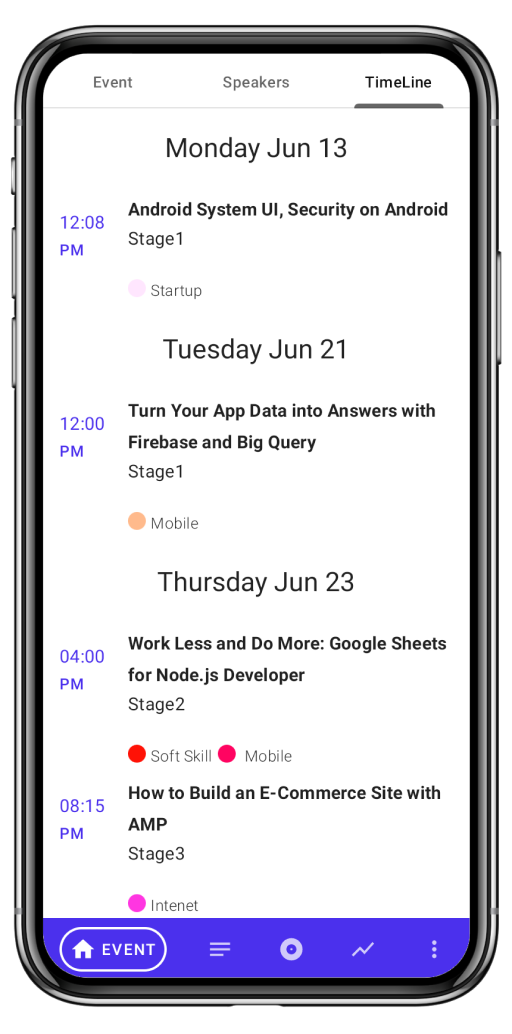 Event Speakers TimeLine
Monday Jun 13
12:08
PM
Android System UI, Security on Android
Stage1
Startup
Tuesday Jun 21
12:00
PM
Turn Your App Data into Answers with
Firebase and Big Query
Stage1
Mobile
Thursday Jun 23
04:00
PM
Work Less and Do More: Google Sheets
for Node.js Developer
Stage2
Soft Skill Mobile
08:15
PM
How to Build an E-Commerce Site with
AMP
Stage3
Intenet
EVENT